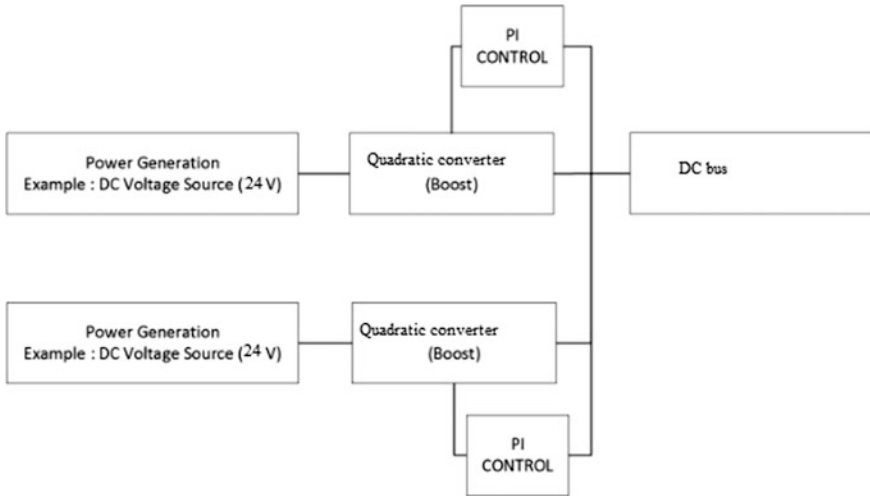 PI
CONTROL
Power Generation
Example : DC Voltage Source (24 V)
Quadratic converter
(Boost)
DC bus
Power Generation
Example : DC Voltage Source (24 V)
Quadratic converter
(Boost)
PI
CONTROL